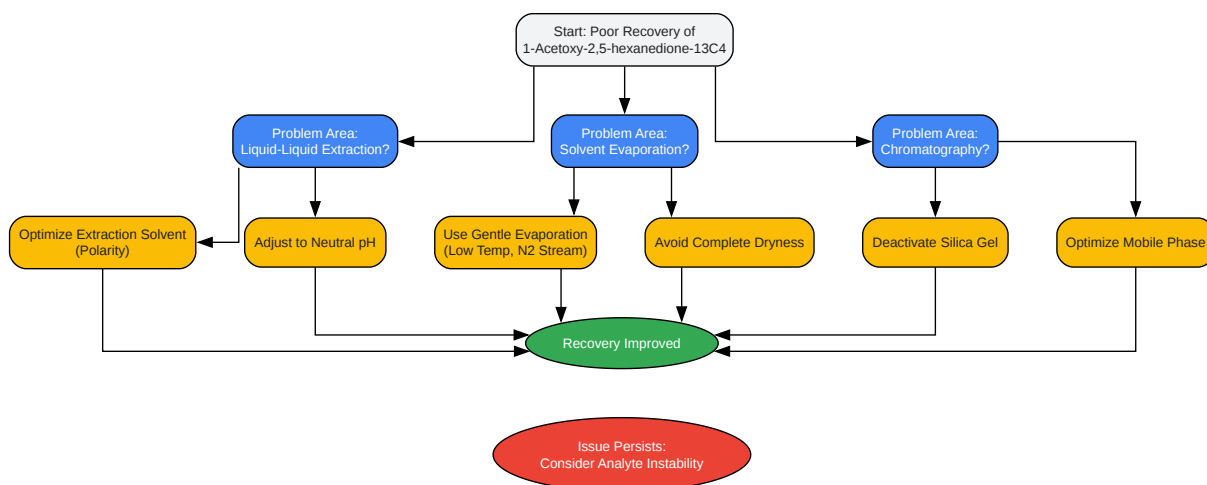 Start: Poor Recovery of
1-Acetoxy-2,5-hexanedione-13C4
Problem Area:
Liquid-Liquid Extraction?
Problem Area:
Solvent Evaporation?
Problem Area:
Chromatography?
Optimize Extraction Solvent
(Polarity)
Adjust to Neutral pH
Use Gentle Evaporation
(Low Temp, N2 Stream)
Avoid Complete Dryness
Deactivate Silica Gel
Optimize Mobile Phase
Recovery Improved
Issue Persists:
Consider Analyte Instability